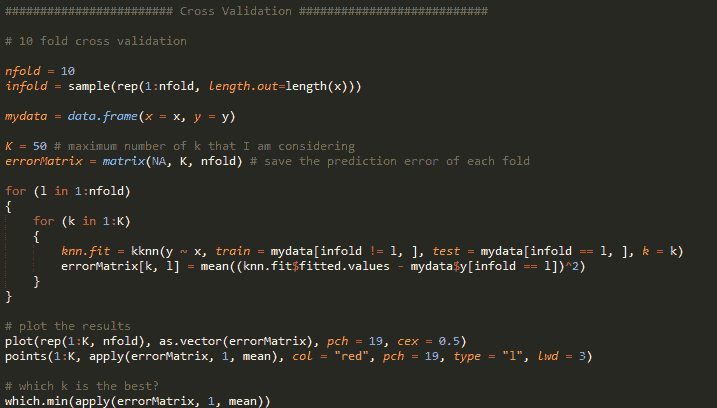 ######################## Cross Validation ###########################
# 10 fold cross validation
nfold = 10
infold = sample(rep(1:nfold, length.out=length(x)))
mydata = data.frame(x = x, y = y)
K = 50 # maximum number of k that I am considering
errorMatrix = matrix(NA, K, nfold) # save the prediction error of each fold
for (l in 1:nfold)
{
    for (k in 1:K)
    {
        knn.fit = kknn(y ~ x, train = mydata[infold != l, ], test = mydata[infold == l, ], k = k)
        errorMatrix[k, l] = mean((knn.fit$fitted.values - mydata$y[infold == l])^2)
    }
}
# plot the results
plot(rep(1:K, nfold), as.vector(errorMatrix), pch = 19, cex = 0.5)
points(1:K, apply(errorMatrix, 1, mean), col = "red", pch = 19, type = "l", lwd = 3)
# which k is the best?
which.min(apply(errorMatrix, 1, mean))